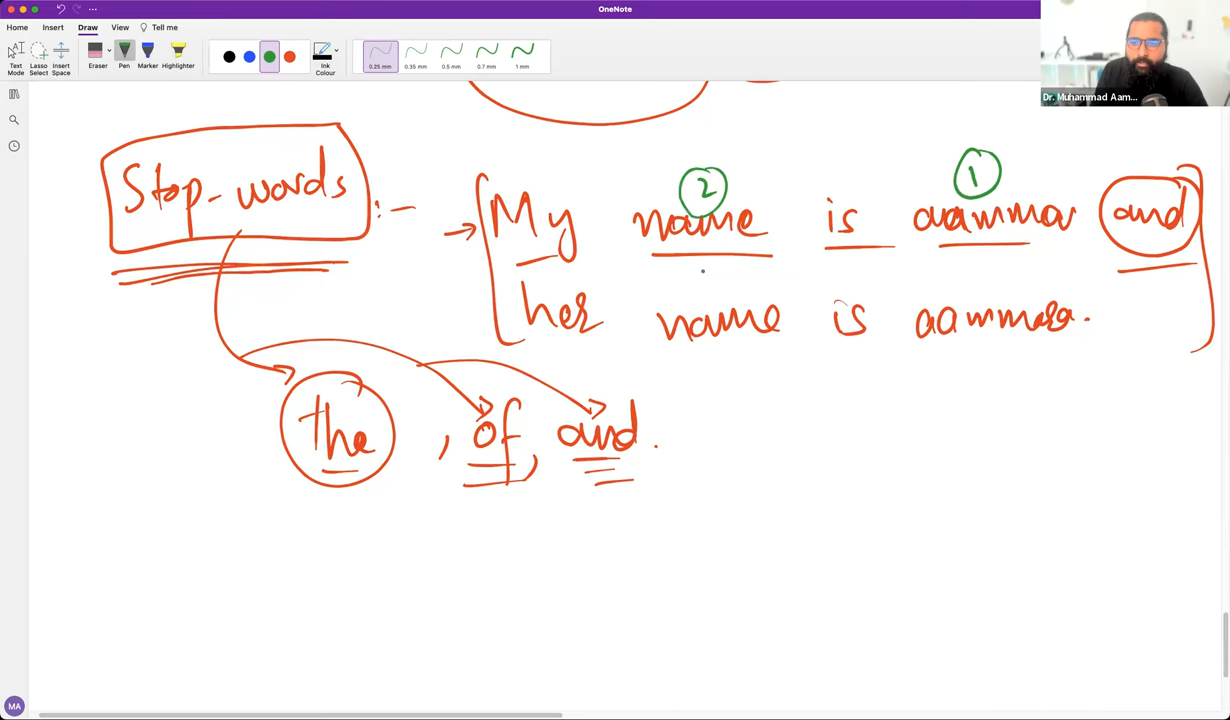 OneNote
Home Insert Draw View Tell me
Text Mode Lasso Select Insert Space Eraser Pen Marker Highlighter Ink Colour 0.25 mm 0.35 mm 0.5 mm 0.7 mm 1 mm
Dr. Muhammad Aam...
2 1
Stop-words :- My name is aammar and
her name is aammara.
the , of , and .
MA